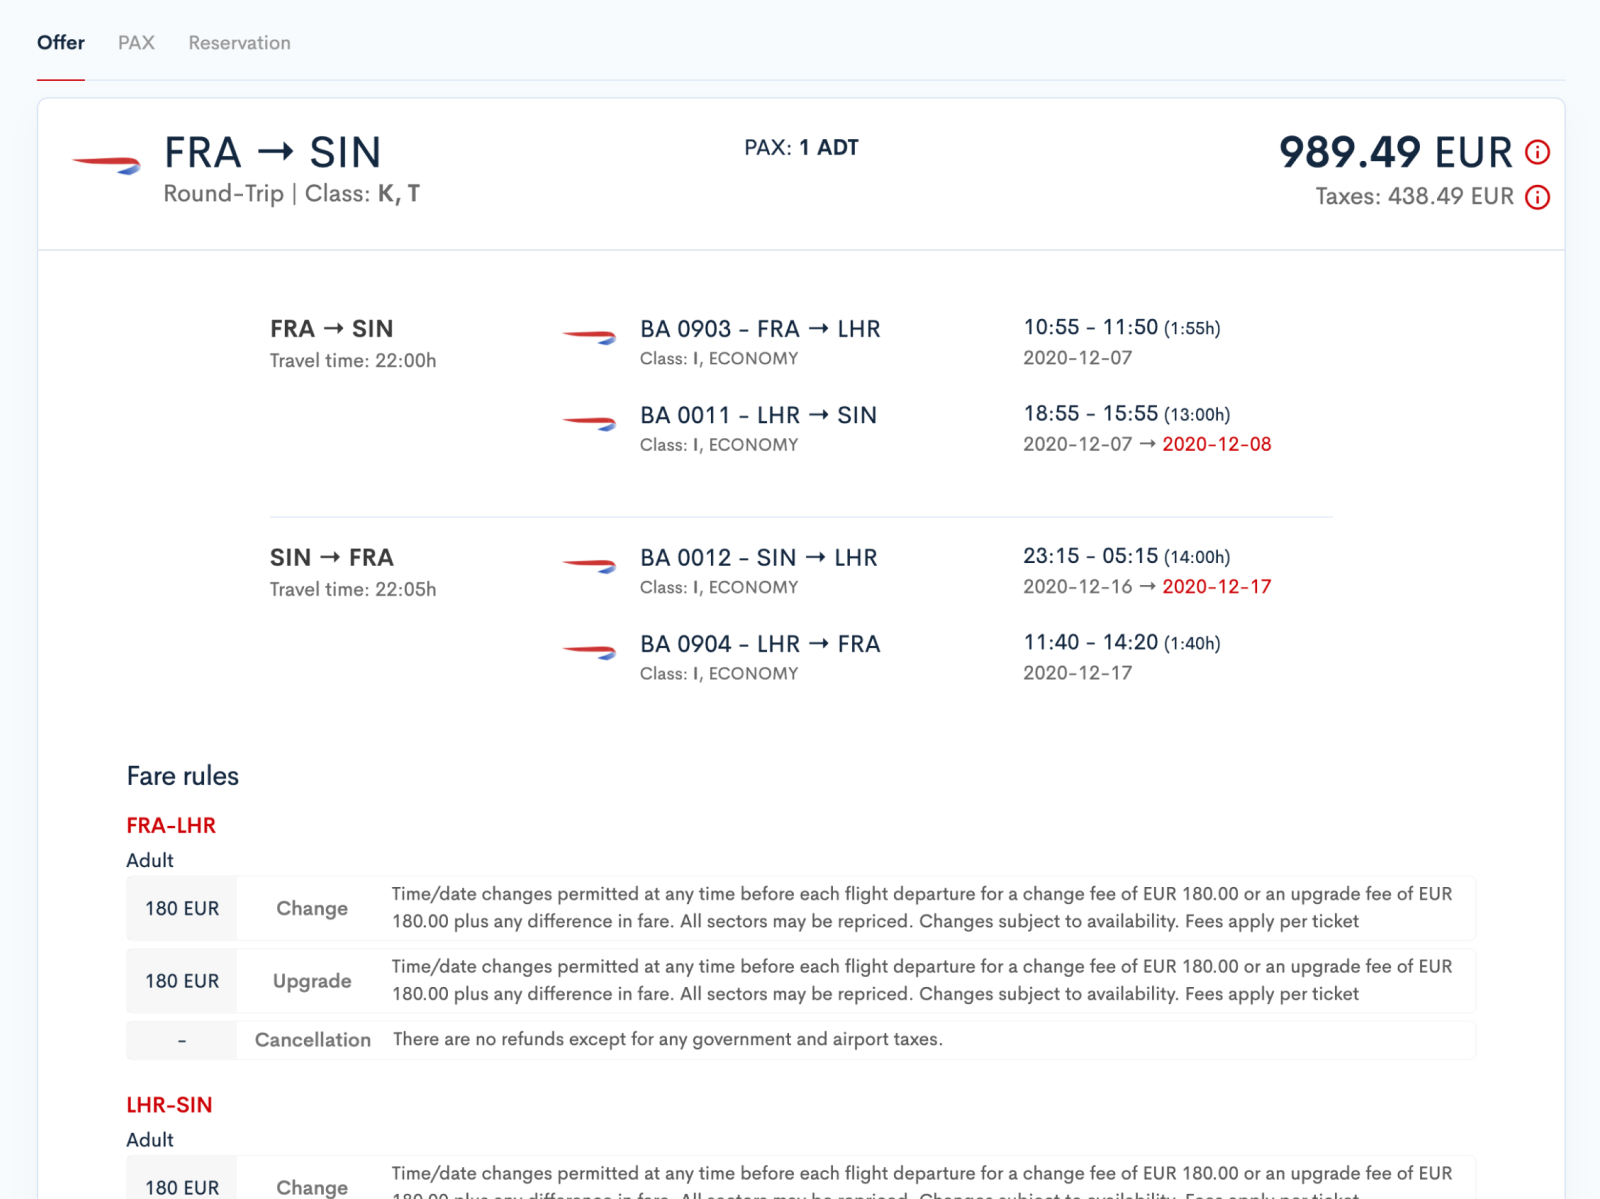 Offer PAX Reservation
FRA → SIN
Round-Trip | Class: K, T
PAX: 1 ADT
989.49 EUR
Taxes: 438.49 EUR
FRA → SIN
Travel time: 22:00h
BA 0903 - FRA → LHR
Class: I, ECONOMY
10:55 - 11:50 (1:55h)
2020-12-07
BA 0011 - LHR → SIN
Class: I, ECONOMY
18:55 - 15:55 (13:00h)
2020-12-07 → 2020-12-08
SIN → FRA
Travel time: 22:05h
BA 0012 - SIN → LHR
Class: I, ECONOMY
23:15 - 05:15 (14:00h)
2020-12-16 → 2020-12-17
BA 0904 - LHR → FRA
Class: I, ECONOMY
11:40 - 14:20 (1:40h)
2020-12-17
Fare rules
FRA-LHR
Adult
180 EUR
Change
Time/date changes permitted at any time before each flight departure for a change fee of EUR 180.00 or an upgrade fee of EUR
180.00 plus any difference in fare. All sectors may be repriced. Changes subject to availability. Fees apply per ticket
180 EUR
Upgrade
Time/date changes permitted at any time before each flight departure for a change fee of EUR 180.00 or an upgrade fee of EUR
180.00 plus any difference in fare. All sectors may be repriced. Changes subject to availability. Fees apply per ticket
-
Cancellation
There are no refunds except for any government and airport taxes.
LHR-SIN
Adult
180 EUR
Change
Time/date changes permitted at any time before each flight departure for a change fee of EUR 180.00 or an upgrade fee of EUR